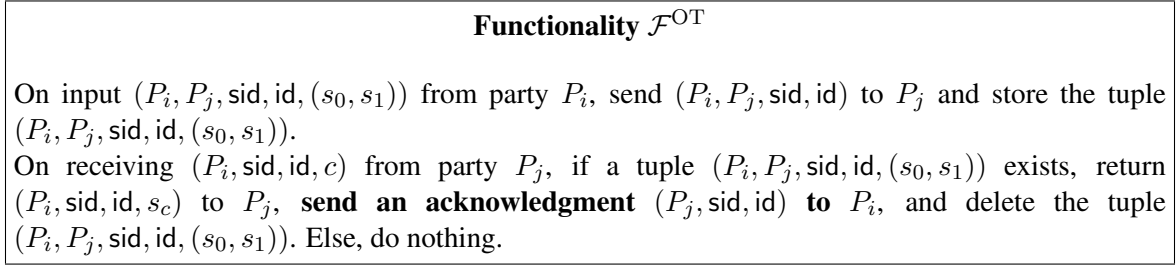 Functionality $\mathcal{F}^{\mathrm{OT}}$
On input $(P_i, P_j, \mathsf{sid}, \mathsf{id}, (s_0, s_1))$ from party $P_i$, send $(P_i, P_j, \mathsf{sid}, \mathsf{id})$ to $P_j$ and store the tuple
$(P_i, P_j, \mathsf{sid}, \mathsf{id}, (s_0, s_1))$.
On receiving $(P_i, \mathsf{sid}, \mathsf{id}, c)$ from party $P_j$, if a tuple $(P_i, P_j, \mathsf{sid}, \mathsf{id}, (s_0, s_1))$ exists, return
$(P_i, \mathsf{sid}, \mathsf{id}, s_c)$ to $P_j$, send an acknowledgment $(P_j, \mathsf{sid}, \mathsf{id})$ to $P_i$, and delete the tuple
$(P_i, P_j, \mathsf{sid}, \mathsf{id}, (s_0, s_1))$. Else, do nothing.